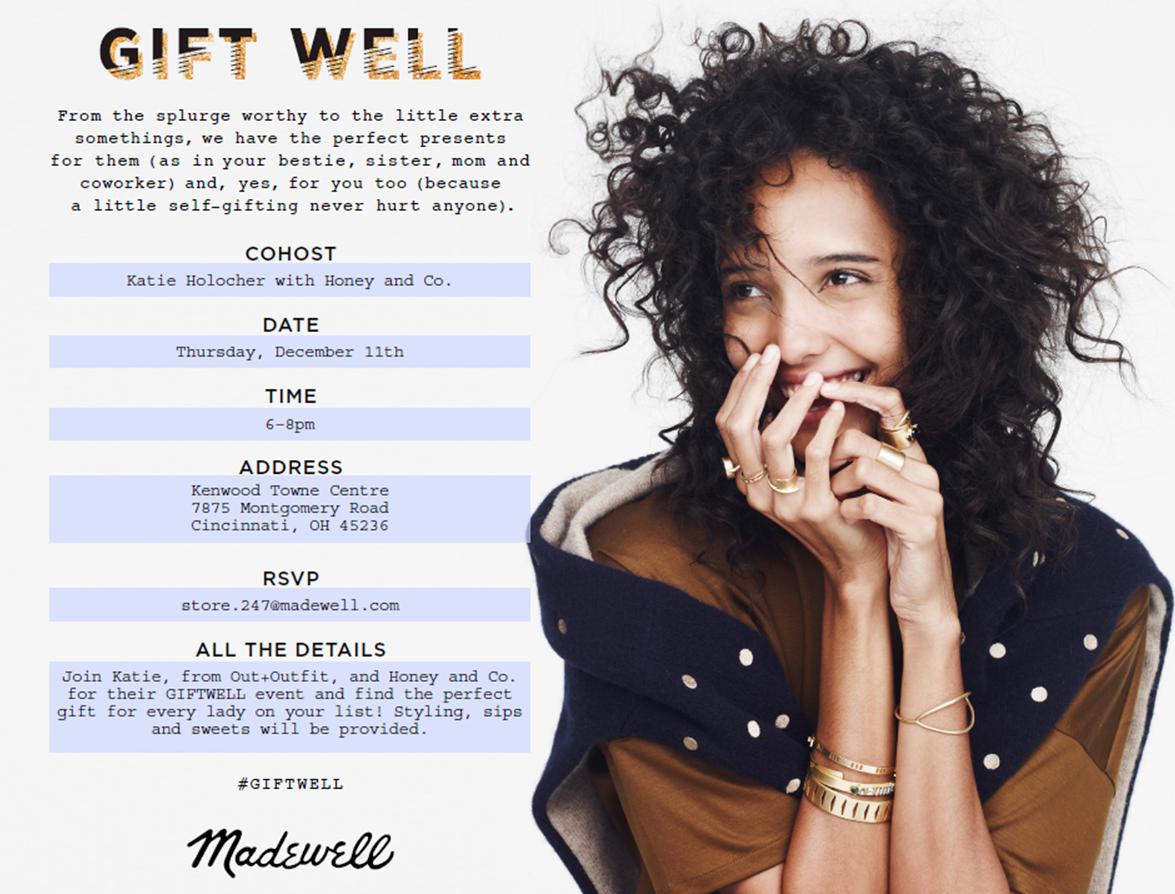 GIFT WELL
From the splurge worthy to the little extra
somethings, we have the perfect presents
for them (as in your bestie, sister, mom and
coworker) and, yes, for you too (because
a little self-gifting never hurt anyone).
COHOST
Katie Holocher with Honey and Co.
DATE
Thursday, December 11th
TIME
6-8pm
ADDRESS
Kenwood Towne Centre
7875 Montgomery Road
Cincinnati, OH 45236
RSVP
store.247@madewell.com
ALL THE DETAILS
Join Katie, from Out+Outfit, and Honey and Co.
for their GIFTWELL event and find the perfect
gift for every lady on your list! Styling, sips
and sweets will be provided.
#GIFTWELL
Madewell